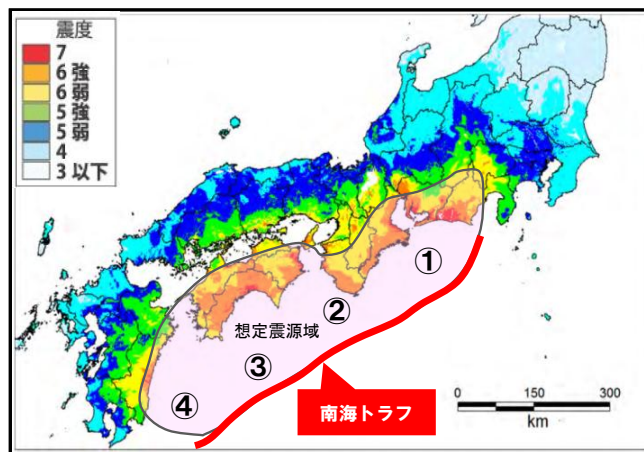 震度
7
6 強
6 弱
5 強
5 弱
4
3 以下
①
②
想定震源域
③
④
南海トラフ
0 150 300
km